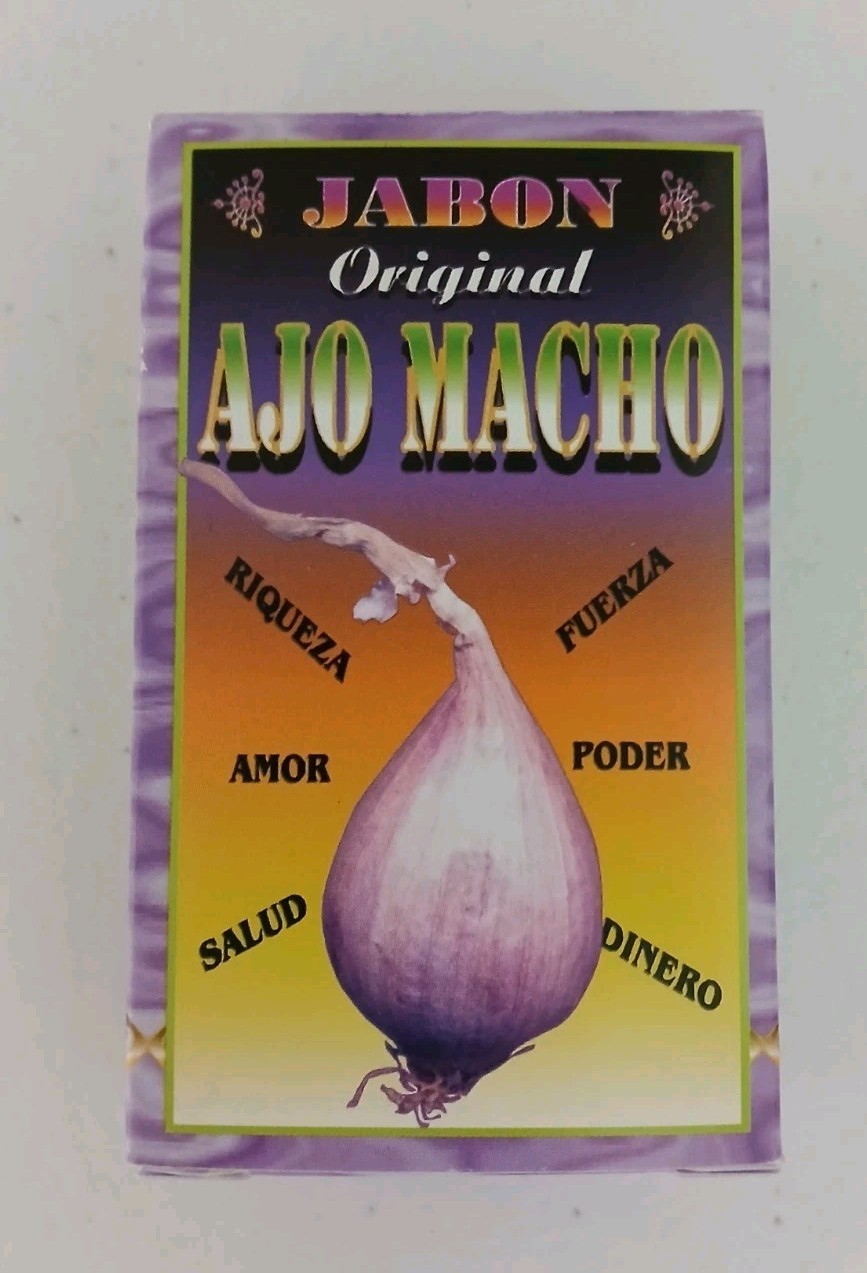 JABON
Original
AJO MACHO
RIQUEZA
FUERZA
AMOR
PODER
SALUD
DINERO